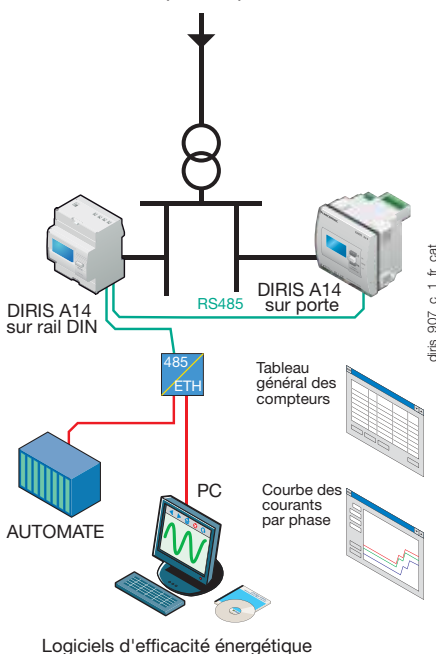 DIRIS A14
sur rail DIN
RS485
DIRIS A14
sur porte
diris_907_c_1_fr_cat
485
ETH
Tableau
général des
compteurs
AUTOMATE
PC
Courbe des
courants
par phase
Logiciels d'efficacité énergétique